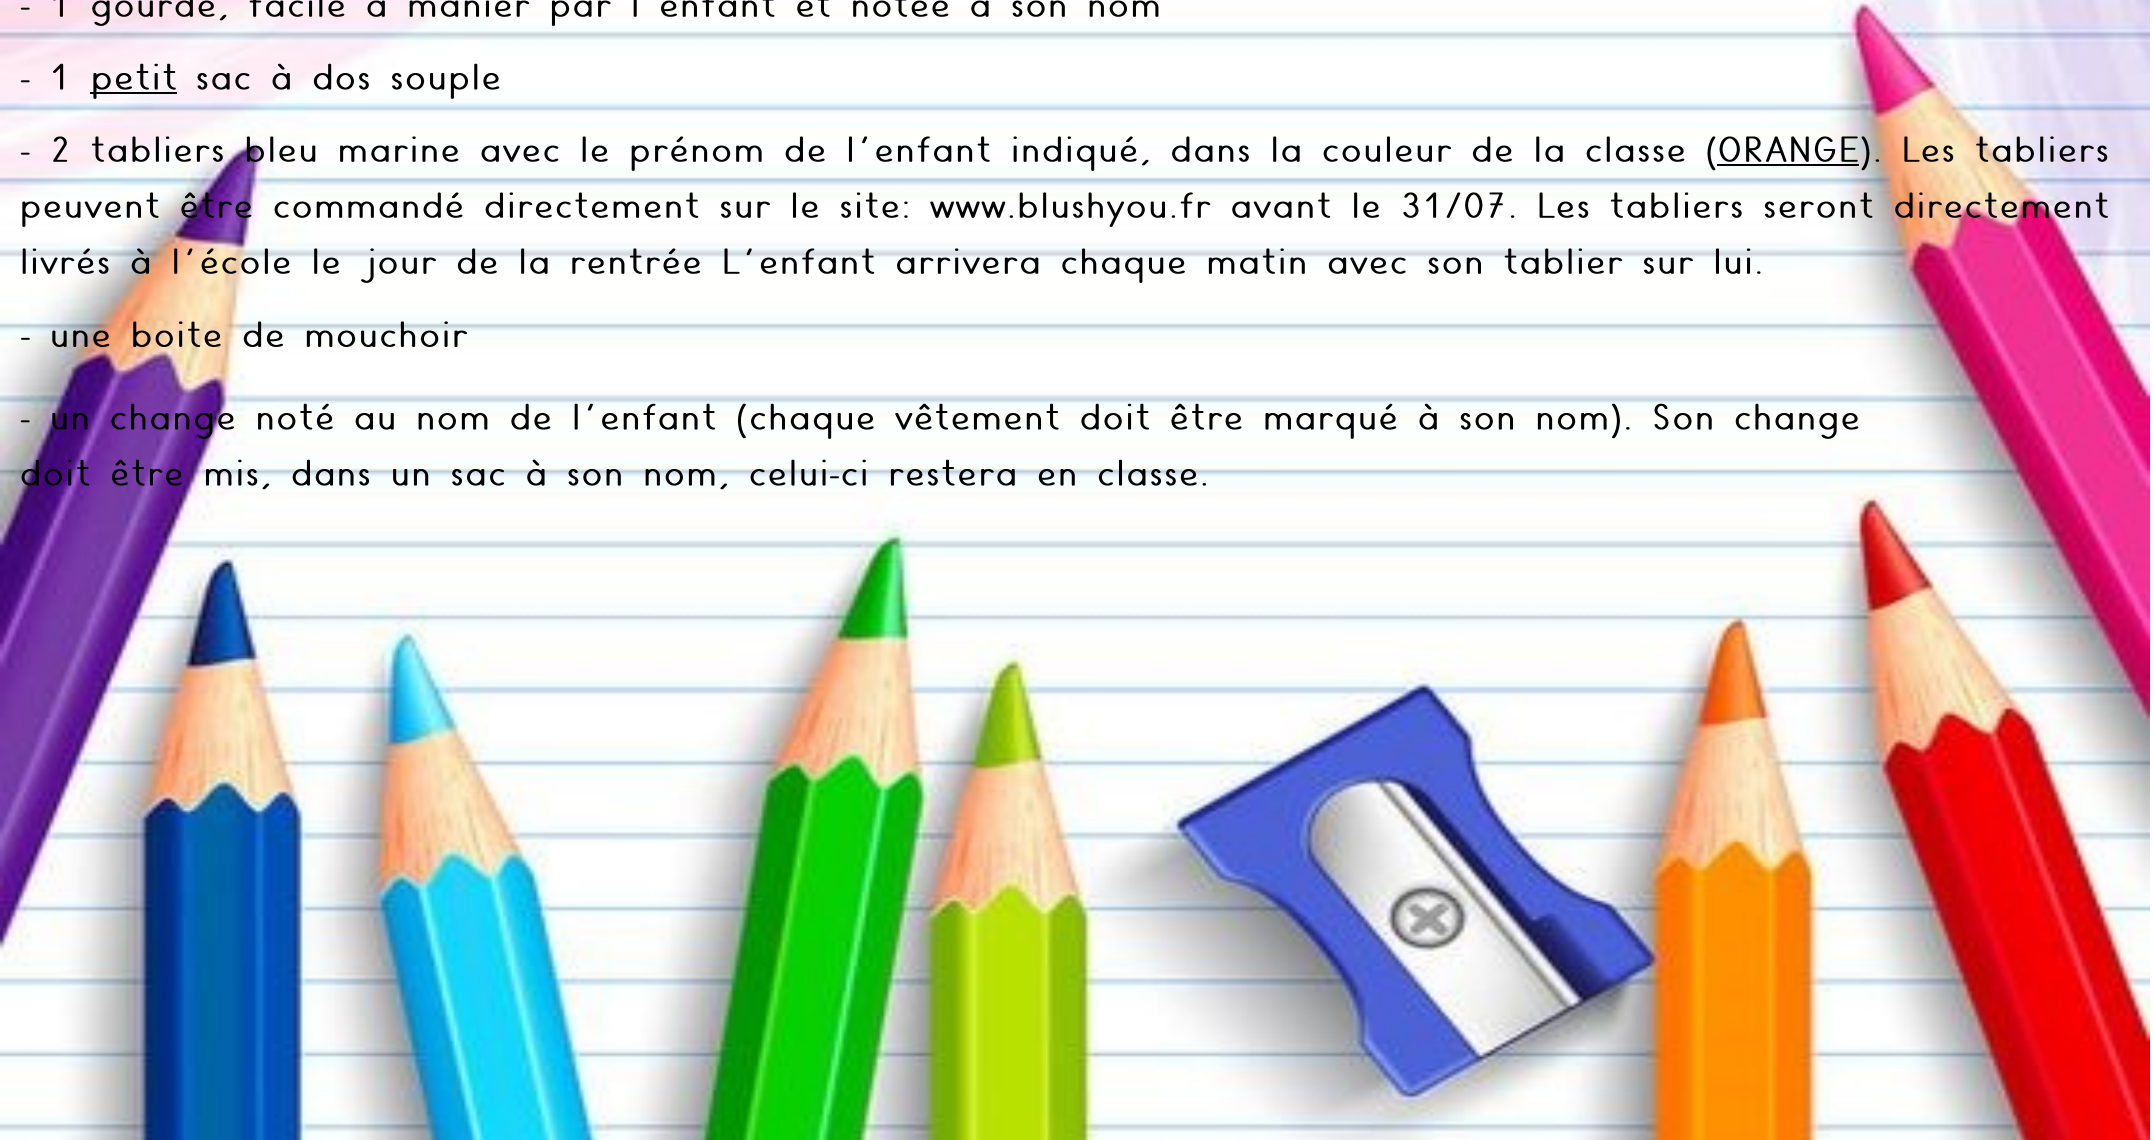 - 1 gourde, facile à manier par l'enfant et notée à son nom
- 1 petit sac à dos souple
- 2 tabliers bleu marine avec le prénom de l'enfant indiqué, dans la couleur de la classe (ORANGE). Les tabliers
peuvent être commandé directement sur le site: www.blushyou.fr avant le 31/07. Les tabliers seront directement
livrés à l'école le jour de la rentrée L'enfant arrivera chaque matin avec son tablier sur lui.
- une boite de mouchoir
- un change noté au nom de l'enfant (chaque vêtement doit être marqué à son nom). Son change
doit être mis, dans un sac à son nom, celui-ci restera en classe.